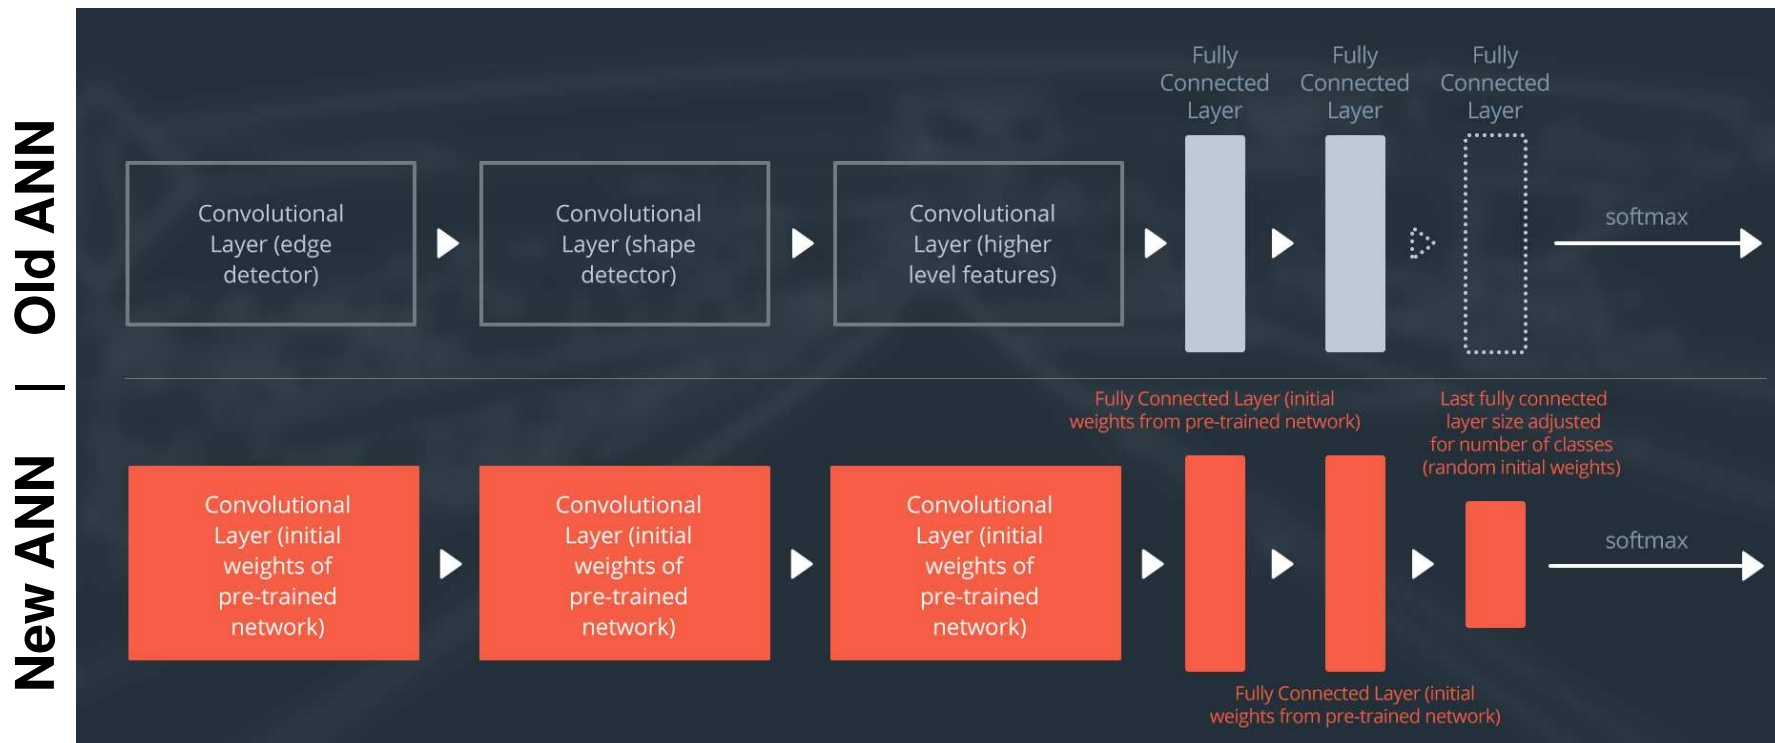 Old ANN
Fully
Connected
Layer
Fully
Connected
Layer
Fully
Connected
Layer
Convolutional
Layer (edge
detector)
Convolutional
Layer (shape
detector)
Convolutional
Layer (higher
level features)
softmax
New ANN |
Fully Connected Layer (initial
weights from pre-trained network)
Last fully connected
layer size adjusted
for number of classes
(random initial weights)
Convolutional
Layer (initial
weights of
pre-trained
network)
Convolutional
Layer (initial
weights of
pre-trained
network)
Convolutional
Layer (initial
weights of
pre-trained
network)
softmax
Fully Connected Layer (initial
weights from pre-trained network)